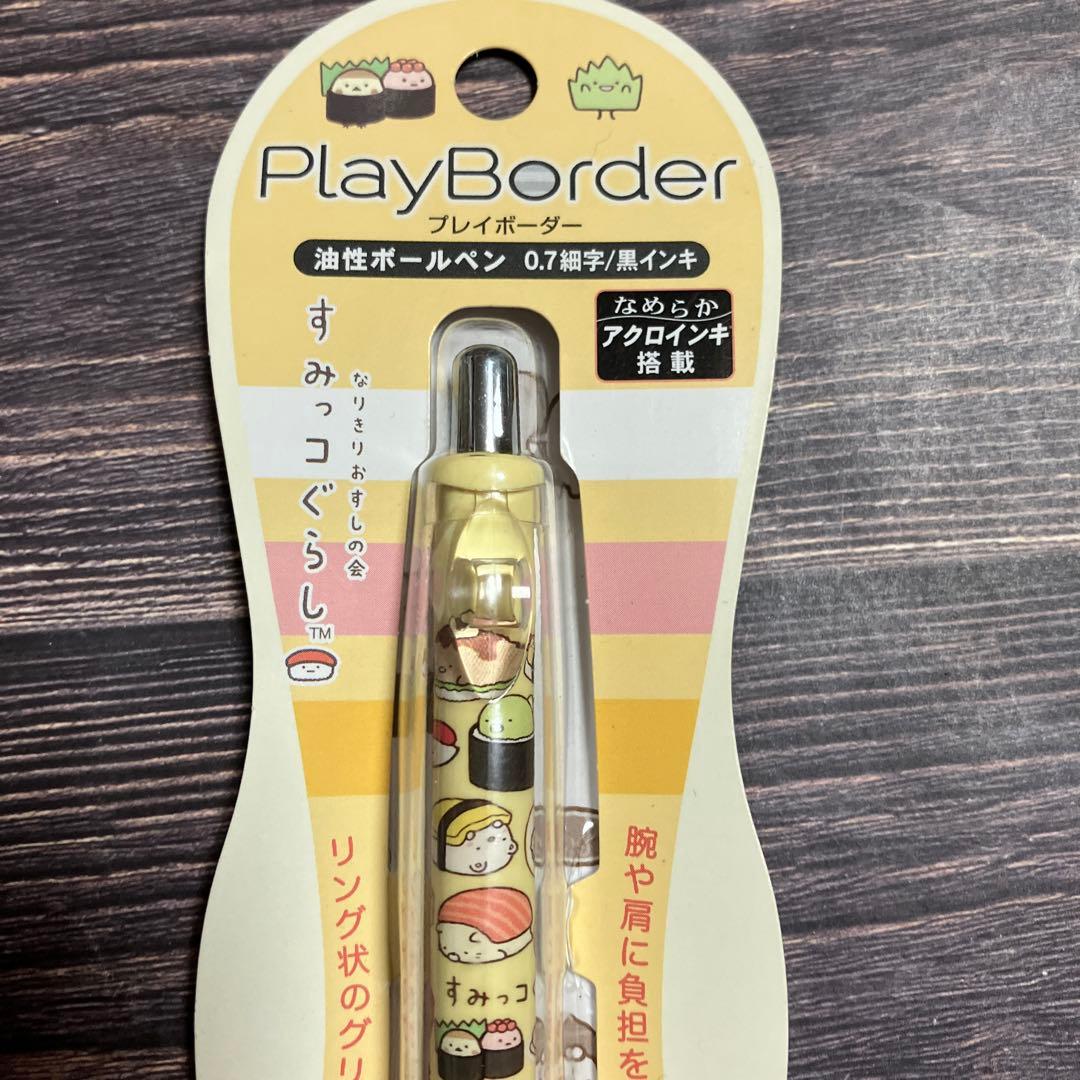 PlayBorder
プレイボーダー
油性ボールペン 0.7細字/黒インキ
なめらか
アクロインキ
搭載
なりきりおすしの会
すみっコぐらし™
リング状のグリ
腕や肩に負担を
すみっコ